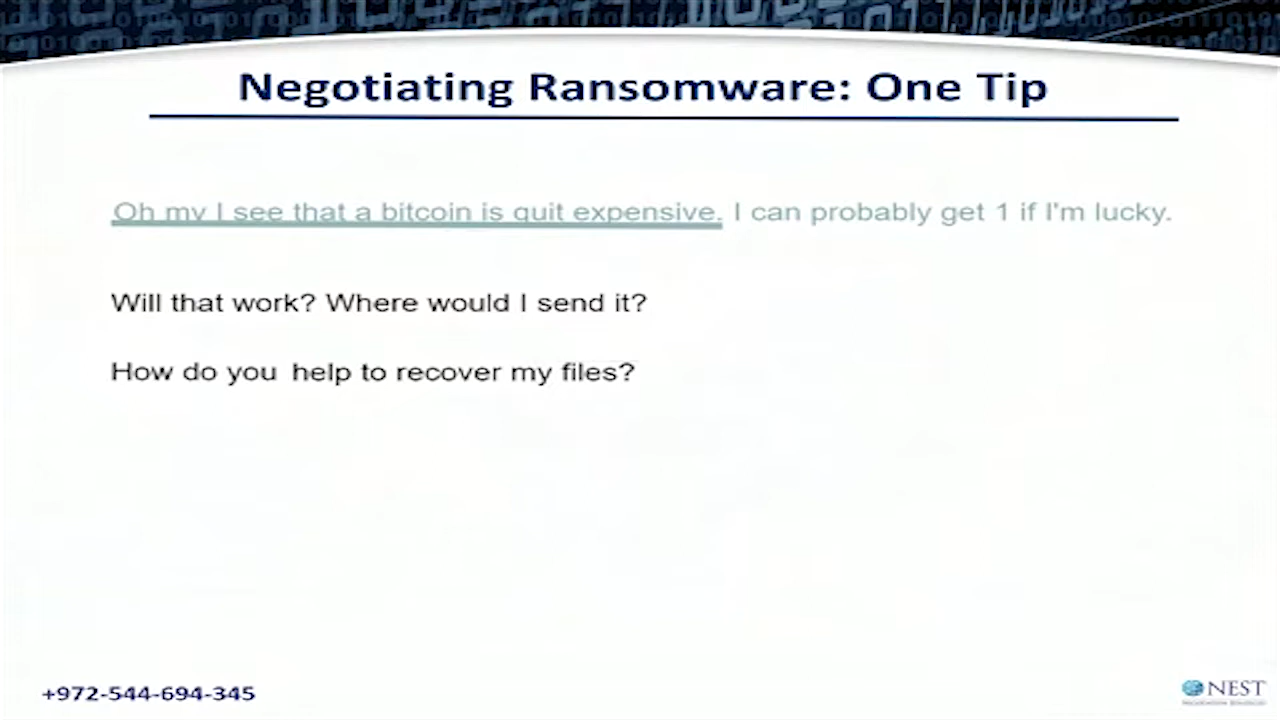 Negotiating Ransomware: One Tip
Oh my I see that a bitcoin is quit expensive. I can probably get 1 if I'm lucky.
Will that work? Where would I send it?
How do you help to recover my files?
+972-544-694-345
NEST